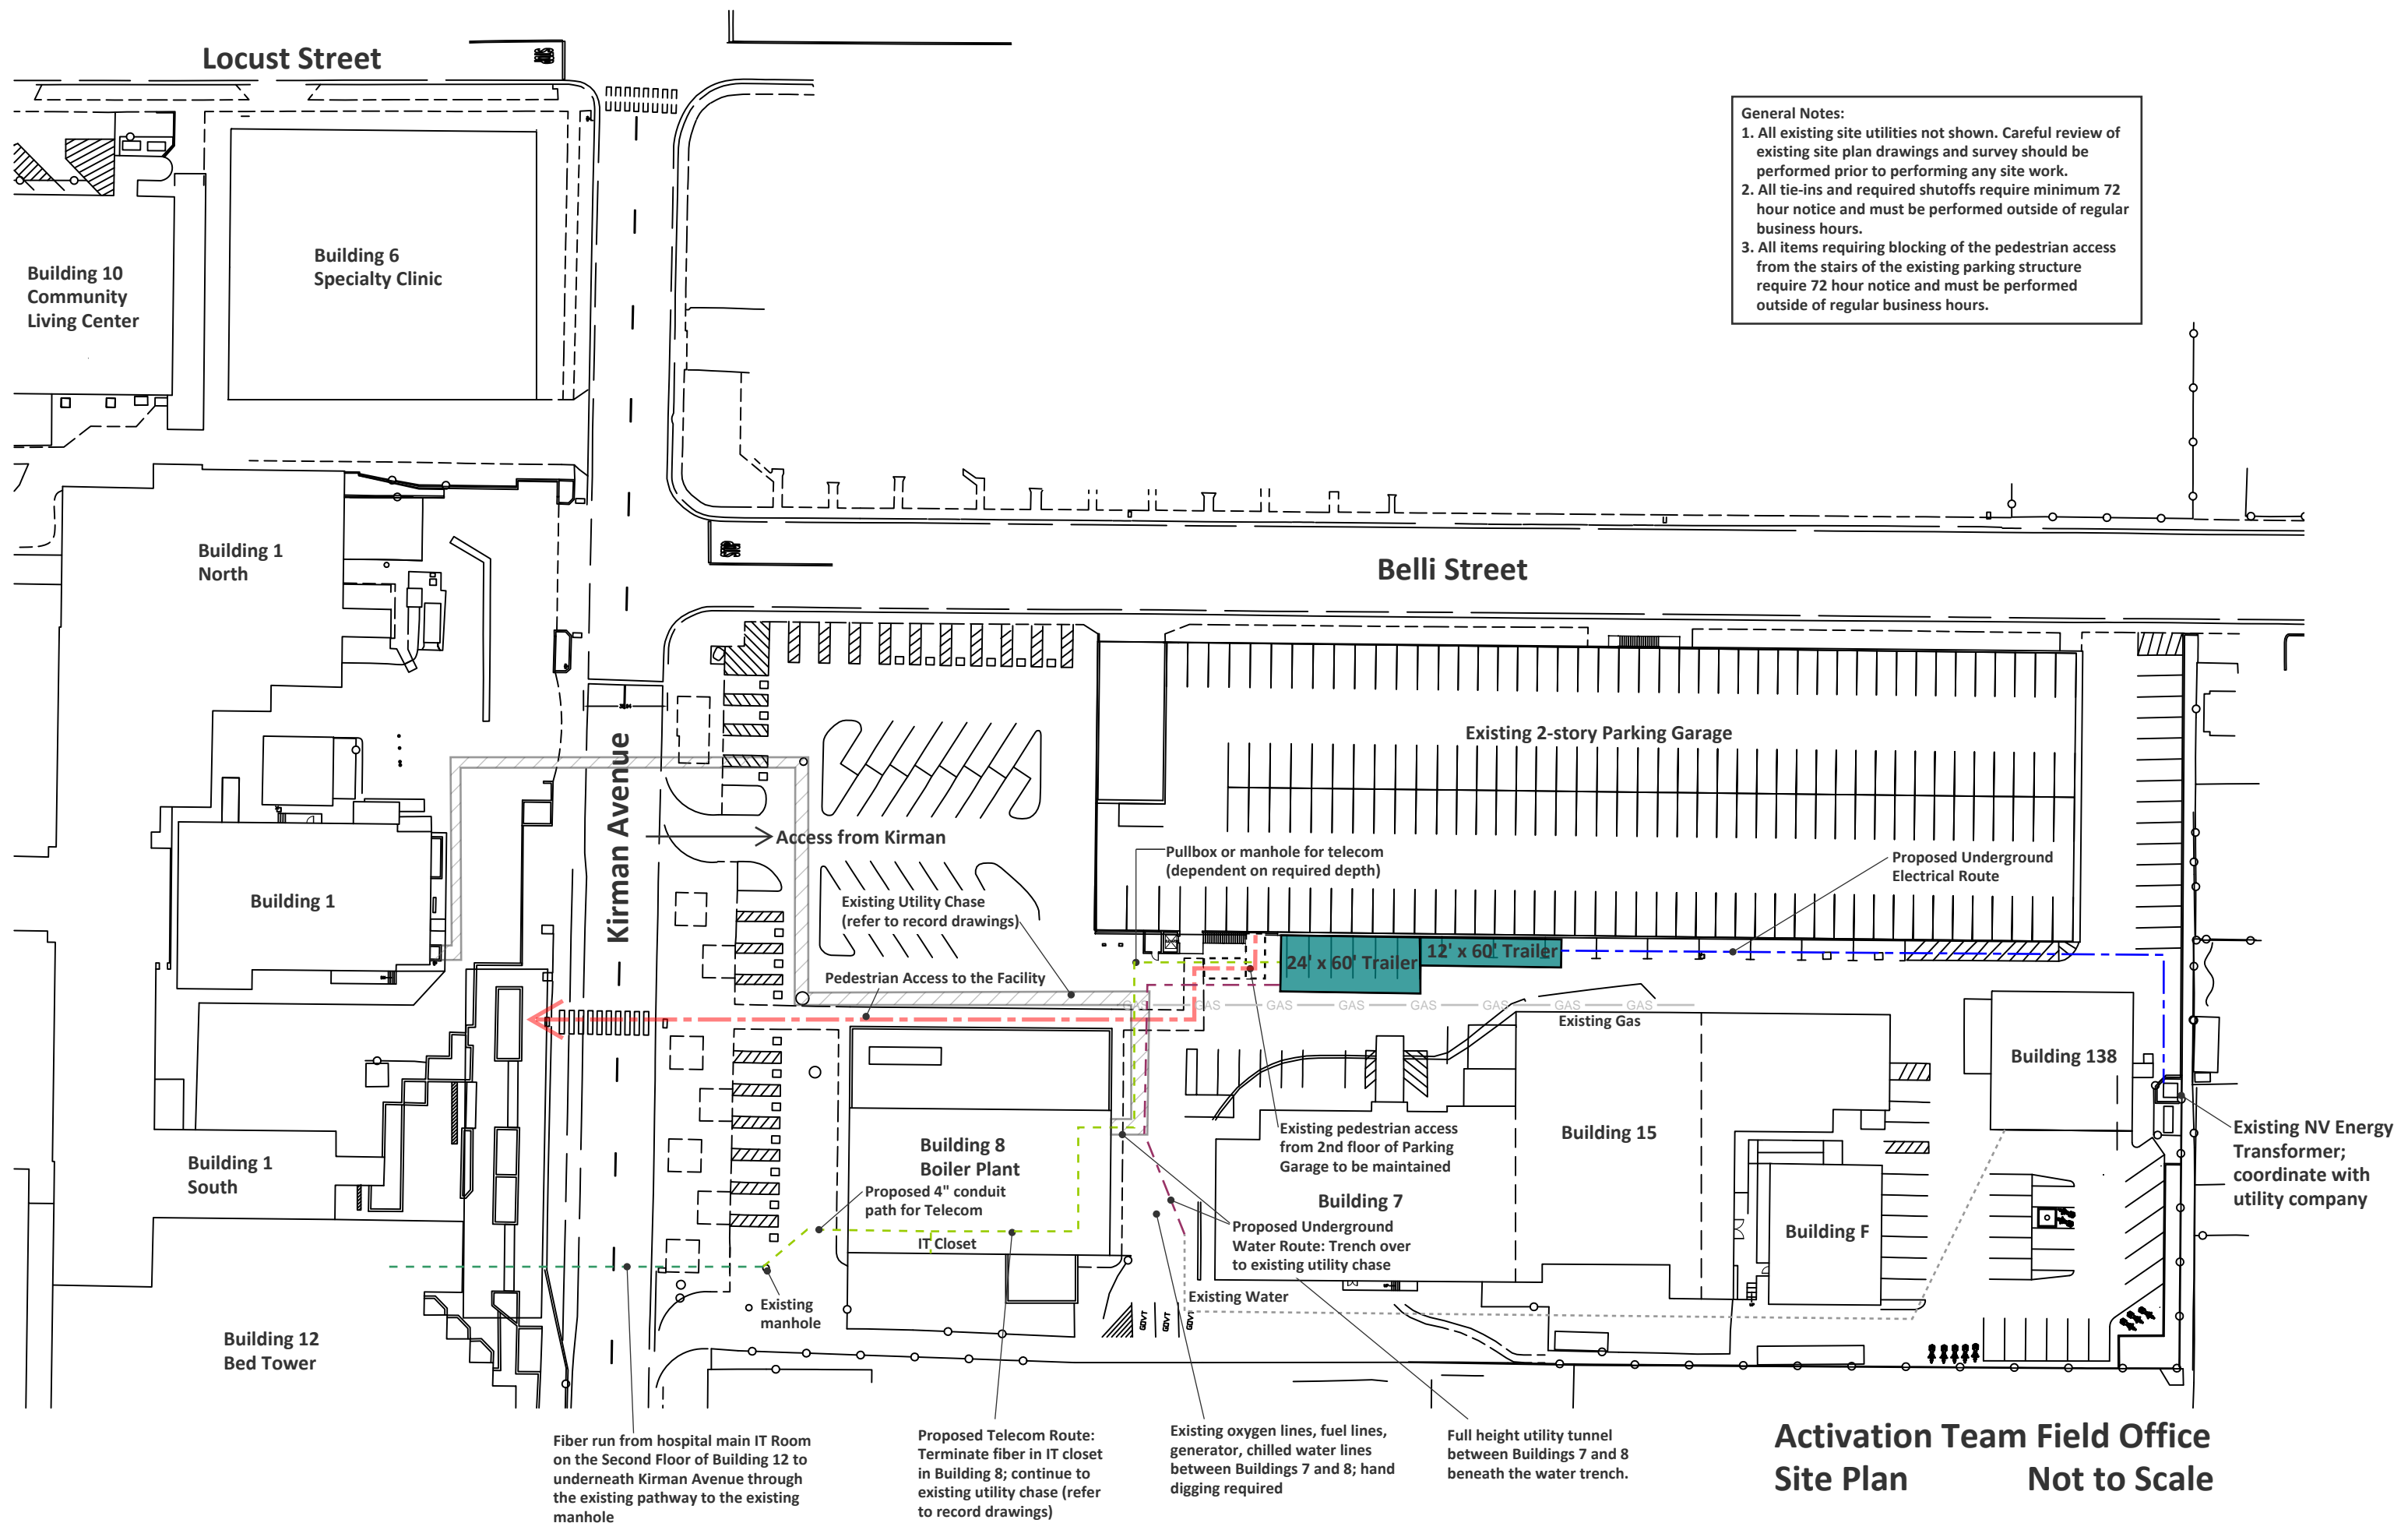 Locust Street
General Notes:
1. All existing site utilities not shown. Careful review of
existing site plan drawings and survey should be
performed prior to performing any site work.
2. All tie-ins and required shutoffs require minimum 72
hour notice and must be performed outside of regular
business hours.
3. All items requiring blocking of the pedestrian access
from the stairs of the existing parking structure
require 72 hour notice and must be performed
outside of regular business hours.
Building 10
Community
Living Center
Building 6
Specialty Clinic
Building 1
North
Belli Street
Existing 2-story Parking Garage
Kirman Avenue
Access from Kirman
Pullbox or manhole for telecom
(dependent on required depth)
Proposed Underground
Electrical Route
Building 1
Existing Utility Chase
(refer to record drawings)
24' x 60' Trailer
12' x 60' Trailer
Pedestrian Access to the Facility
GAS GAS GAS GAS GAS GAS GAS GAS
Existing Gas
Building 138
Existing pedestrian access
from 2nd floor of Parking
Garage to be maintained
Building 15
Existing NV Energy
Transformer;
coordinate with
utility company
Building 8
Boiler Plant
Building 1
South
Proposed 4" conduit
path for Telecom
Building 7
Proposed Underground
Water Route: Trench over
to existing utility chase
Building F
IT Closet
Existing Water
Existing
manhole
GOVT
GOVT
GOVT
Building 12
Bed Tower
Fiber run from hospital main IT Room
on the Second Floor of Building 12 to
underneath Kirman Avenue through
the existing pathway to the existing
manhole
Proposed Telecom Route:
Terminate fiber in IT closet
in Building 8; continue to
existing utility chase (refer
to record drawings)
Existing oxygen lines, fuel lines,
generator, chilled water lines
between Buildings 7 and 8; hand
digging required
Full height utility tunnel
between Buildings 7 and 8
beneath the water trench.
Activation Team Field Office
Site Plan Not to Scale